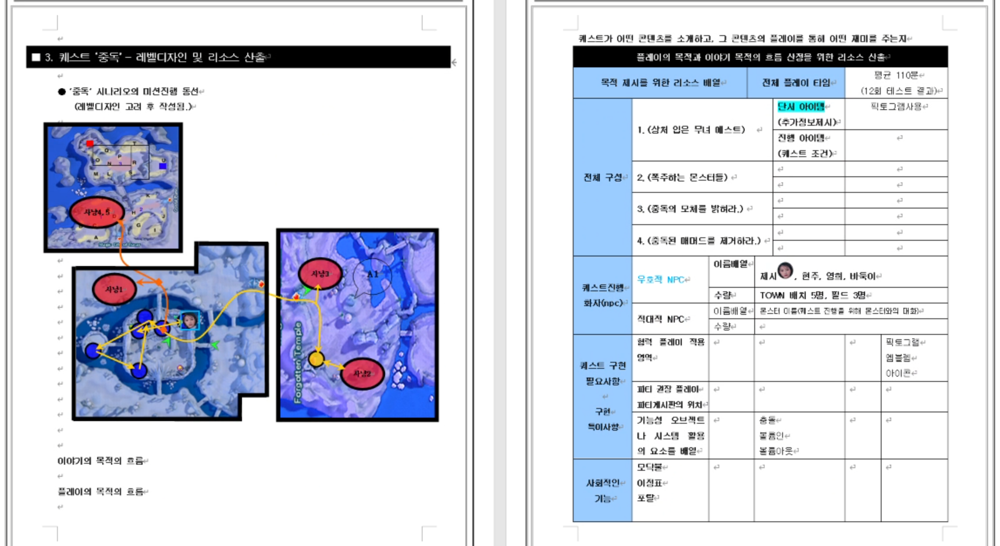 ■ 3. 퀘스트 '중독' – 레벨디자인 및 리소스 산출
● '중독' 시나리오의 미션진행 동선
(레벨디자인 고려 후 작성됨.)
T
Q
P
O
R
U
N
3
M L S
K
2
사냥4, 5
D
H
J
C
G
I
A
Magic City of Lucas
사냥1
사냥3
A1
Forgotten Temple
사냥2
이야기의 목적의 흐름
플레이의 목적의 흐름
퀘스트가 어떤 콘텐츠를 소개하고, 그 콘텐츠의 플레이를 통해 어떤 재미를 주는지
플레이의 목적과 이야기 목적의 흐름 산정을 위한 리소스 산출
목적 제시를 위한 리소스 배열
전체 플레이 타임
평균 110분
(12회 테스트 결과)
전체 구성
1. (상처 입은 무녀 에스트)
단서 아이템
(추가정보제시)
픽토그램사용
진행 아이템
(퀘스트 조건)
2. (폭주하는 몬스터들)
3. (중독의 모체를 밝혀라.)
4. (중독된 매머드를 제거하라.)
퀘스트진행
화자(npc)
우호적 NPC
이름배열
제시 , 현주, 영희, 바둑이
수량
TOWN 배치 5명, 필드 3명
적대적 NPC
이름배열
몬스터 이름(퀘스트 진행을 위해 몬스터와의 대화)
수량
퀘스트 구현
필요사항
구현
특이사항
협력 플레이 적용
영역
픽토그램
엠블렘
아이콘
파티 권장 플레이
파티게시판의 위치
기능성 오브젝트
나 시스템 활용
의 요소를 배열
충돌
볼륨인
볼륨아웃
사회적인
기능
모닥불
이정표
포탈